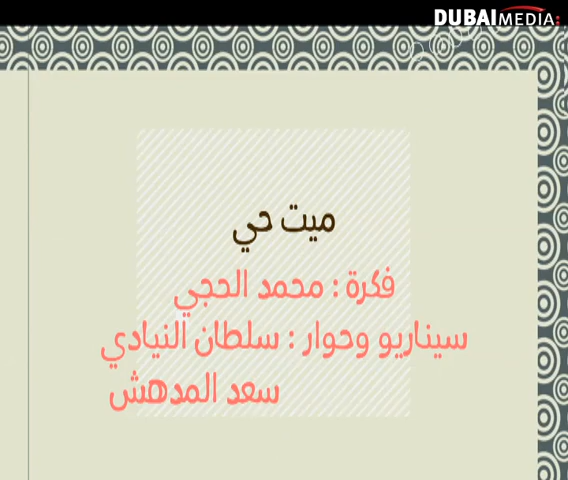 DUBAI MEDIA
ميت حي
فكرة : محمد الحجي
سيناريو وحوار : سلطان النيادي
سعد المدهش